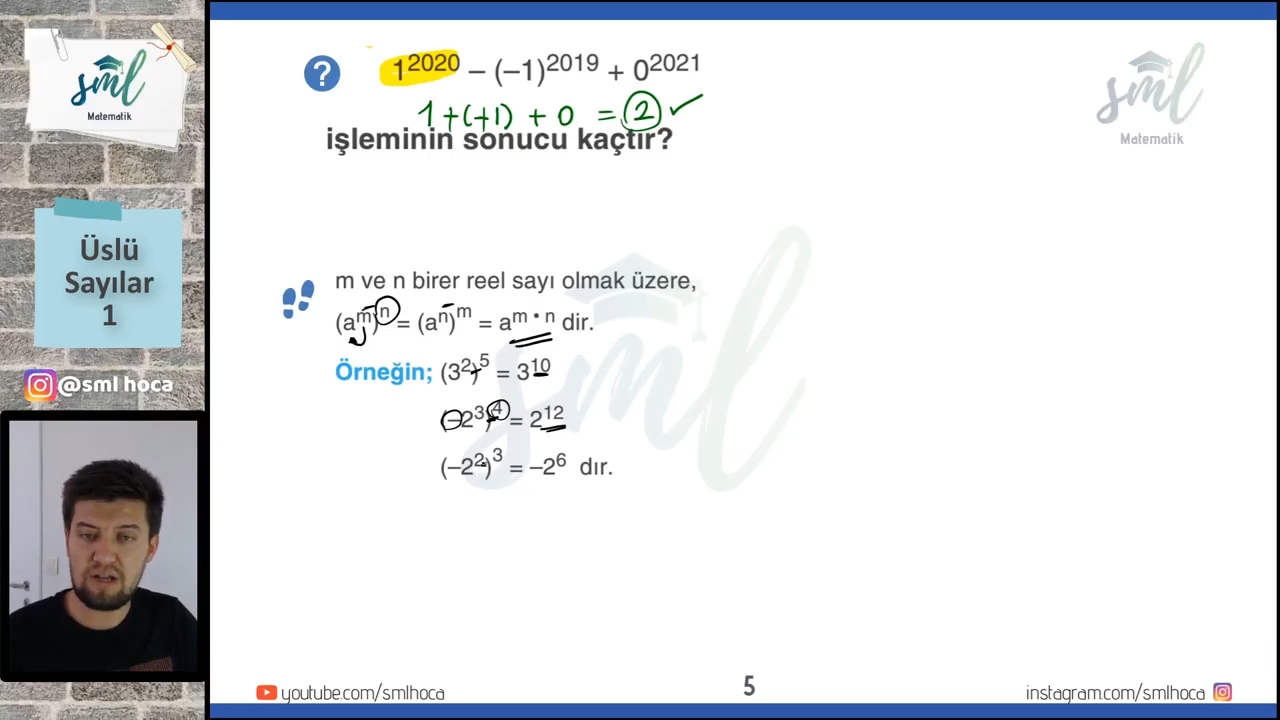 sml
Matematik
Üslü
Sayılar
1
@sml hoca
? 1^2020 – (–1)^2019 + 0^2021
1+(+1) + 0 = 2 ✓
işleminin sonucu kaçtır?
sml
Matematik
m ve n birer reel sayı olmak üzere,
(a^m)^n = (a^n)^m = a^(m · n) dir.
Örneğin; (3^2)^5 = 3^10
(–2^3)^4 = 2^12
(–2^2)^3 = –2^6 dır.
sml
youtube.com/smlhoca
5
instagram.com/smlhoca